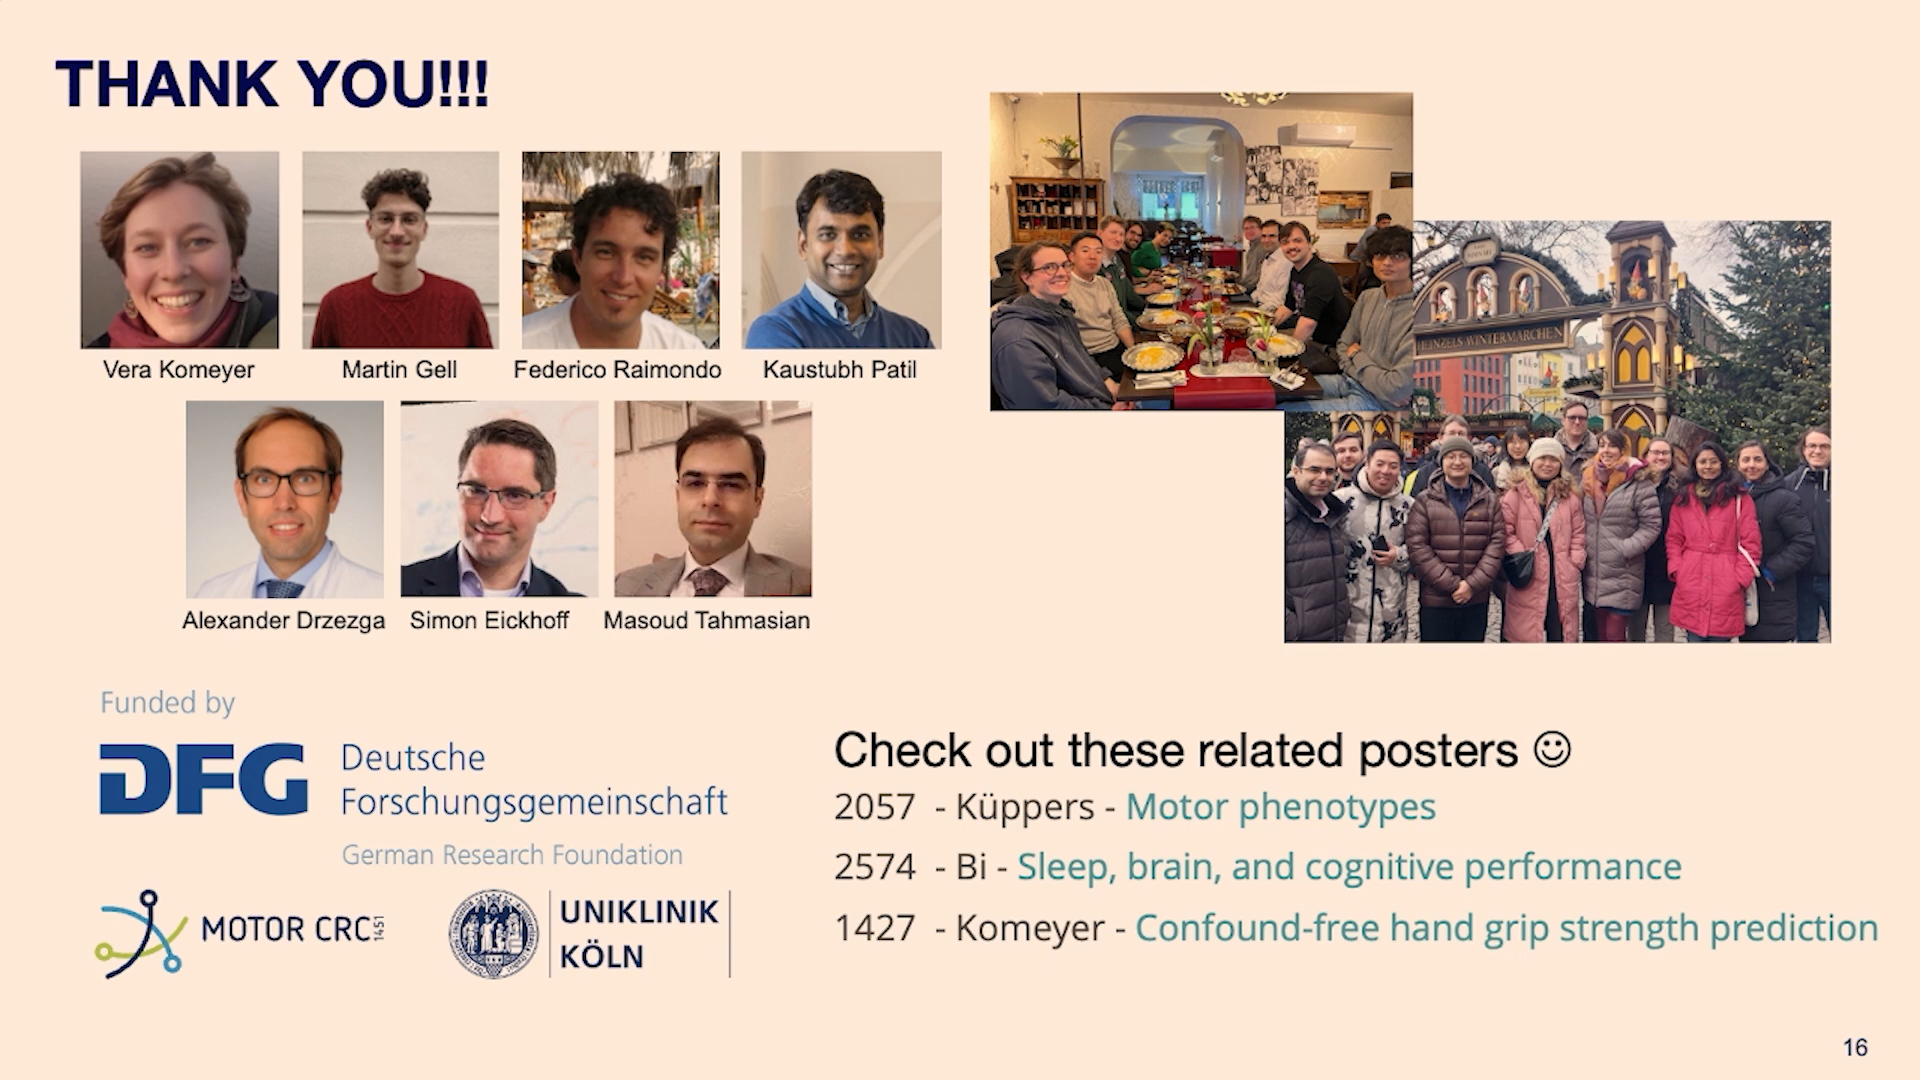 THANK YOU!!!
Vera Komeyer
Martin Gell
Federico Raimondo
Kaustubh Patil
Alexander Drzezga
Simon Eickhoff
Masoud Tahmasian
HEINZELS WINTERMÄRCHEN
Funded by
DFG
Deutsche
Forschungsgemeinschaft
German Research Foundation
MOTOR CRC 1451
UNIKLINIK
KÖLN
Check out these related posters ☺
2057 - Küppers - Motor phenotypes
2574 - Bi - Sleep, brain, and cognitive performance
1427 - Komeyer - Confound-free hand grip strength prediction
16